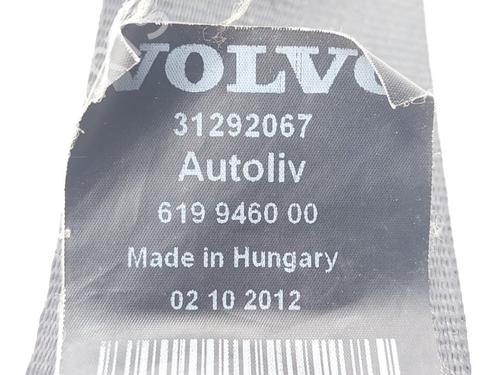 VOLVO
31292067
Autoliv
619 9460 00
Made in Hungary
02 10 2012